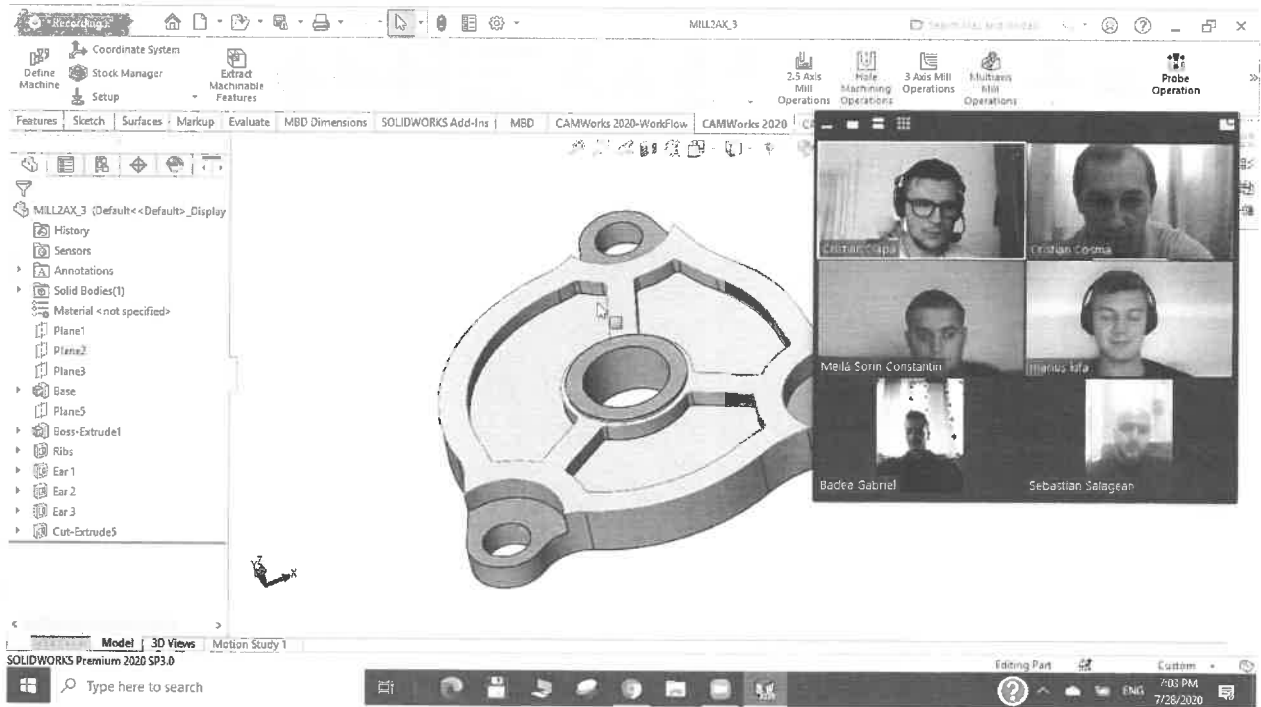 Recording...
MILL2AX_3
Define Machine
Coordinate System
Stock Manager
Setup
Extract Machinable Features
2.5 Axis Mill Operations
Hole Machining Operations
3 Axis Mill Operations
Multiaxis Mill Operations
Probe Operation
Features
Sketch
Surfaces
Markup
Evaluate
MBD Dimensions
SOLIDWORKS Add-Ins
MBD
CAMWorks 2020-WorkFlow
CAMWorks 2020
MILL2AX_3 (Default<<Default>_Display
History
Sensors
Annotations
Solid Bodies(1)
Material <not specified>
Plane1
Plane2
Plane3
Base
Plane5
Boss-Extrude1
Ribs
Ear 1
Ear 2
Ear 3
Cut-Extrude5
Cristian Cosma
Meilă Sorin Constantin
Badea Gabriel
Sebastian Salagean
Z
X
Model
3D Views
Motion Study 1
SOLIDWORKS Premium 2020 SP3.0
Editing Part
Custom
Type here to search
ENG
7:03 PM
7/28/2020